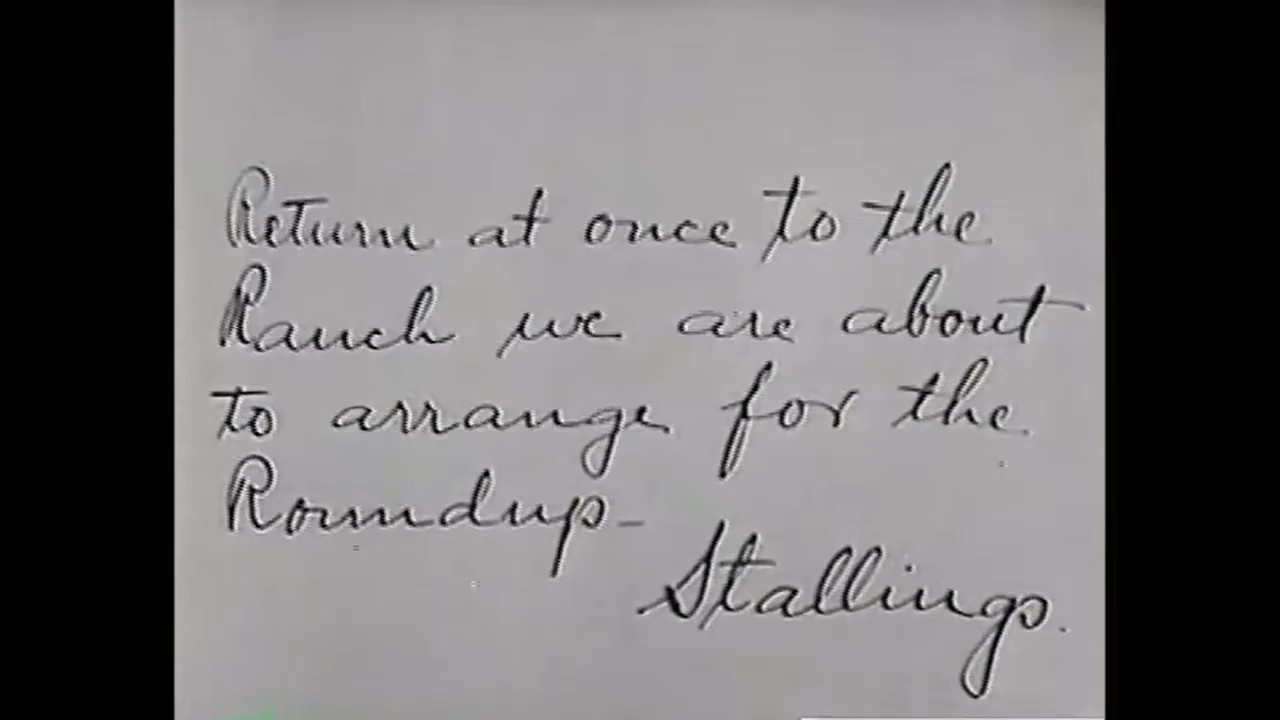 Return at once to the
Ranch we are about
to arrange for the
Roundup-
Stallings.